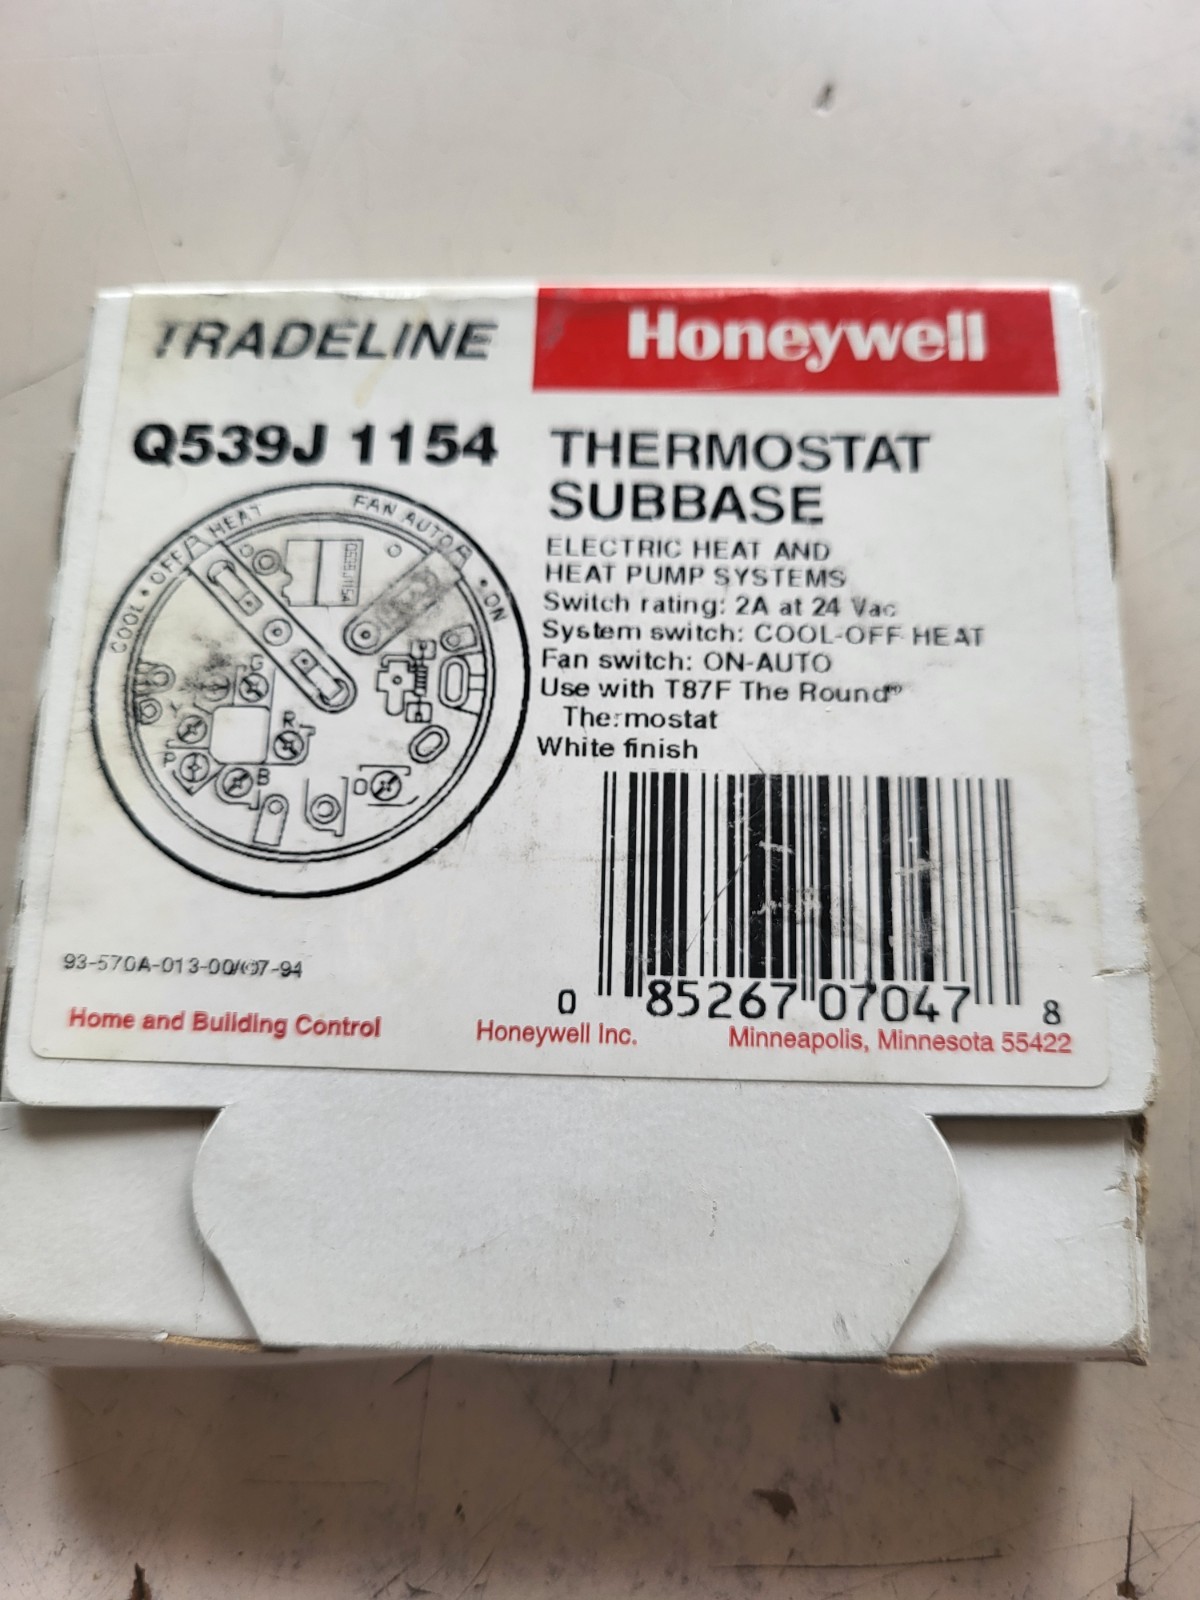 TRADELINE
Honeywell
Q539J 1154
THERMOSTAT
SUBBASE
ELECTRIC HEAT AND
HEAT PUMP SYSTEMS
Switch rating: 2A at 24 Vac
System switch: COOL-OFF-HEAT
Fan switch: ON-AUTO
Use with T87F The Round®
Thermostat
White finish
COOL • OFF • HEAT
FAN AUTO • ON
G
Y
R
P
B
O
93-570A-013-00/07-94
0 85267 07047 8
Home and Building Control
Honeywell Inc.
Minneapolis, Minnesota 55422